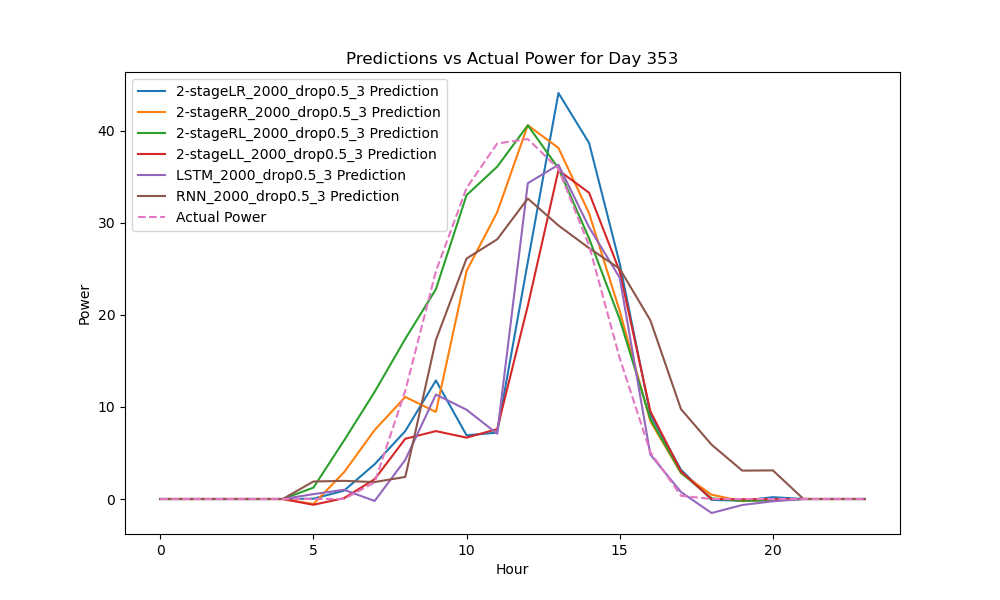 Predictions vs Actual Power for Day 353
2-stageLR_2000_drop0.5_3 Prediction
2-stageRR_2000_drop0.5_3 Prediction
2-stageRL_2000_drop0.5_3 Prediction
2-stageLL_2000_drop0.5_3 Prediction
LSTM_2000_drop0.5_3 Prediction
RNN_2000_drop0.5_3 Prediction
Actual Power
Power
40
30
20
10
0
0 5 10 15 20
Hour